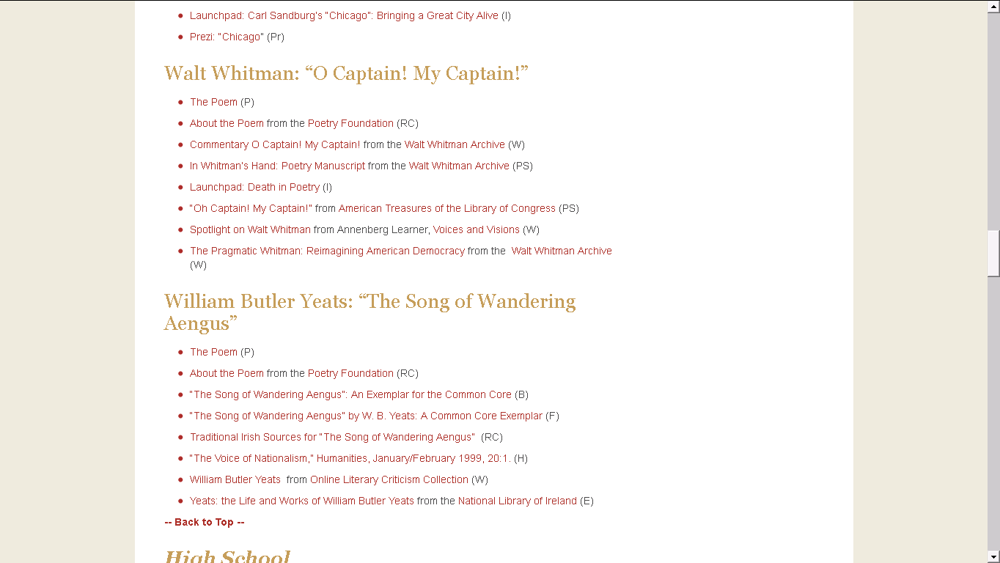 Launchpad: Carl Sandburg's "Chicago": Bringing a Great City Alive (I)
Prezi: "Chicago" (Pr)
Walt Whitman: “O Captain! My Captain!”
The Poem (P)
About the Poem from the Poetry Foundation (RC)
Commentary O Captain! My Captain! from the Walt Whitman Archive (W)
In Whitman's Hand: Poetry Manuscript from the Walt Whitman Archive (PS)
Launchpad: Death in Poetry (I)
"Oh Captain! My Captain!" from American Treasures of the Library of Congress (PS)
Spotlight on Walt Whitman from Annenberg Learner, Voices and Visions (W)
The Pragmatic Whitman: Reimagining American Democracy from the  Walt Whitman Archive
(W)
William Butler Yeats: “The Song of Wandering
Aengus”
The Poem (P)
About the Poem from the Poetry Foundation (RC)
"The Song of Wandering Aengus": An Exemplar for the Common Core (B)
"The Song of Wandering Aengus" by W. B. Yeats: A Common Core Exemplar (F)
Traditional Irish Sources for "The Song of Wandering Aengus"  (RC)
"The Voice of Nationalism," Humanities, January/February 1999, 20:1. (H)
William Butler Yeats  from Online Literary Criticism Collection (W)
Yeats: the Life and Works of William Butler Yeats from the National Library of Ireland (E)
-- Back to Top --
High School